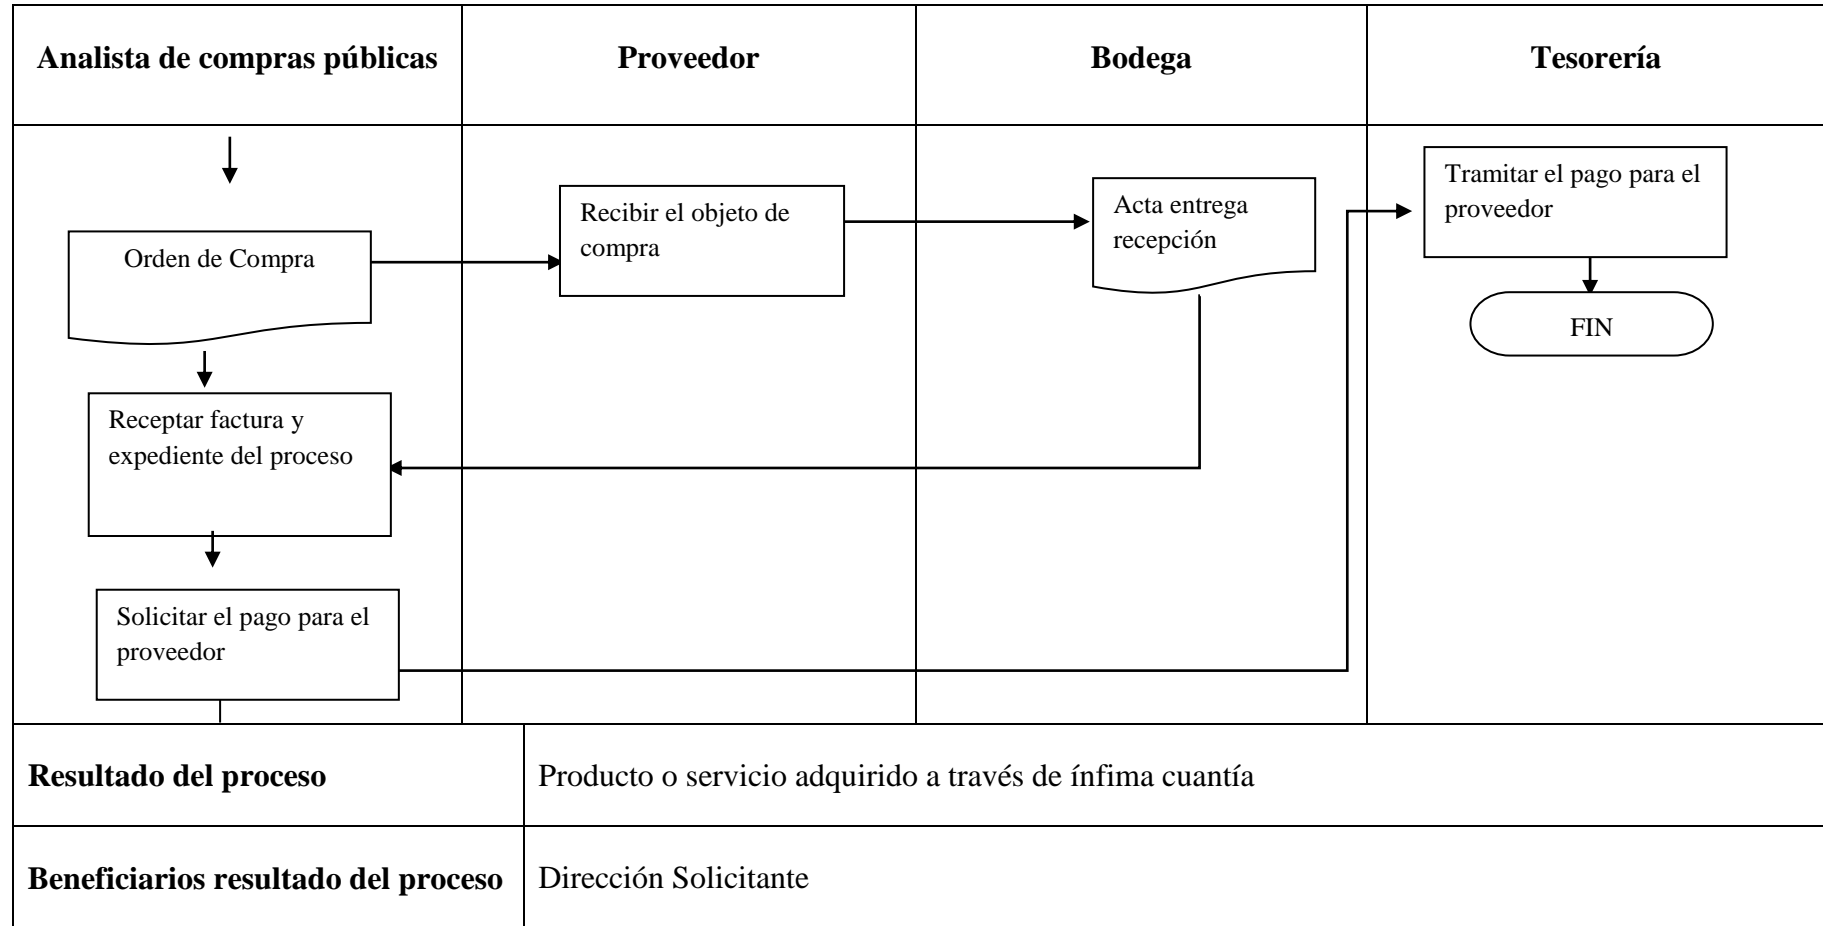 Analista de compras públicas
Proveedor
Bodega
Tesorería
Orden de Compra
Recibir el objeto de
compra
Acta entrega
recepción
Tramitar el pago para el
proveedor
FIN
Receptar factura y
expediente del proceso
Solicitar el pago para el
proveedor
Resultado del proceso
Producto o servicio adquirido a través de ínfima cuantía
Beneficiarios resultado del proceso
Dirección Solicitante